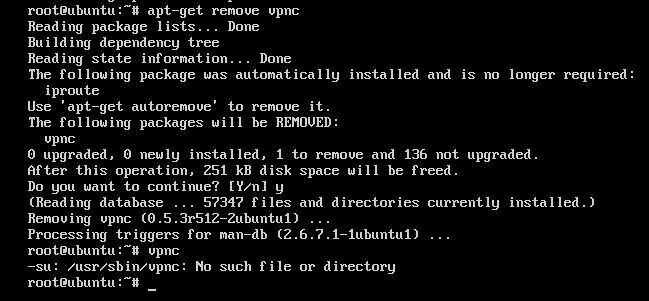 root@ubuntu:~# apt-get remove vpnc
Reading package lists... Done
Building dependency tree
Reading state information... Done
The following package was automatically installed and is no longer required:
  iproute
Use 'apt-get autoremove' to remove it.
The following packages will be REMOVED:
  vpnc
0 upgraded, 0 newly installed, 1 to remove and 136 not upgraded.
After this operation, 251 kB disk space will be freed.
Do you want to continue? [Y/n] y
(Reading database ... 57347 files and directories currently installed.)
Removing vpnc (0.5.3r512-2ubuntu1) ...
Processing triggers for man-db (2.6.7.1-1ubuntu1) ...
root@ubuntu:~# vpnc
-su: /usr/sbin/vpnc: No such file or directory
root@ubuntu:~# _